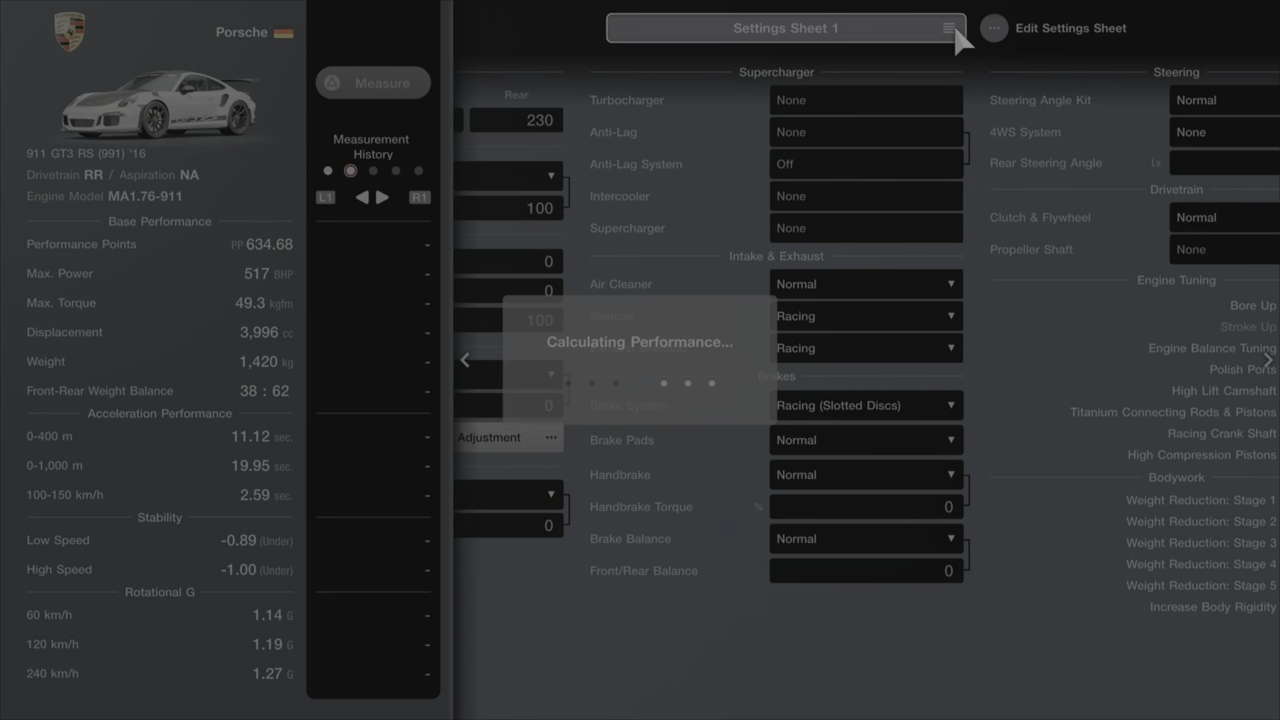 Porsche
911 GT3 RS (991) '16
Drivetrain RR / Aspiration NA
Engine Model MA1.76-911
Base Performance
Performance Points PP 634.68
Max. Power 517 BHP
Max. Torque 49.3 kgfm
Displacement 3,996 cc
Weight 1,420 kg
Front-Rear Weight Balance 38 : 62
Acceleration Performance
0-400 m 11.12 sec.
0-1,000 m 19.95 sec.
100-150 km/h 2.59 sec.
Stability
Low Speed -0.89 (Under)
High Speed -1.00 (Under)
Rotational G
60 km/h 1.14 G
120 km/h 1.19 G
240 km/h 1.27 G
Measure
Measurement
History
L1 R1
-
-
-
-
-
-
-
-
-
-
-
-
-
-
Settings Sheet 1
Edit Settings Sheet
Rear
230
100
0
0
100
0
Adjustment
0
Supercharger
Turbocharger None
Anti-Lag None
Anti-Lag System Off
Intercooler None
Supercharger None
Intake & Exhaust
Air Cleaner Normal
Silencer Racing
Racing
Calculating Performance...
Brakes
Brake System Racing (Slotted Discs)
Brake Pads Normal
Handbrake Normal
Handbrake Torque % 0
Brake Balance Normal
Front/Rear Balance 0
Steering
Steering Angle Kit Normal
4WS System None
Rear Steering Angle Lv.
Drivetrain
Clutch & Flywheel Normal
Propeller Shaft None
Engine Tuning
Bore Up
Stroke Up
Engine Balance Tuning
Polish Ports
High Lift Camshaft
Titanium Connecting Rods & Pistons
Racing Crank Shaft
High Compression Pistons
Bodywork
Weight Reduction: Stage 1
Weight Reduction: Stage 2
Weight Reduction: Stage 3
Weight Reduction: Stage 4
Weight Reduction: Stage 5
Increase Body Rigidity